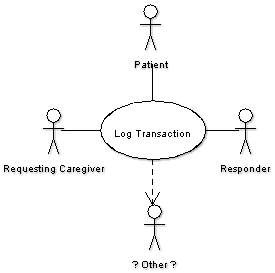 Patient
Log Transaction
Requesting Caregiver
Responder
? Other ?